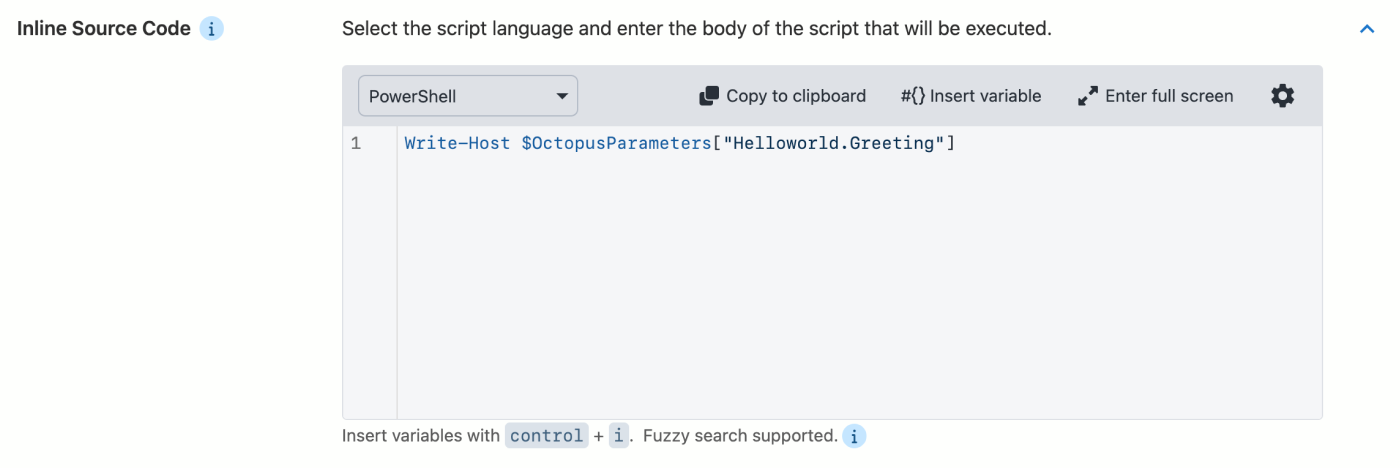 Inline Source Code i Select the script language and enter the body of the script that will be executed.
PowerShell Copy to clipboard #{} Insert variable Enter full screen
1 Write-Host $OctopusParameters["Helloworld.Greeting"]
Insert variables with control + i. Fuzzy search supported. i